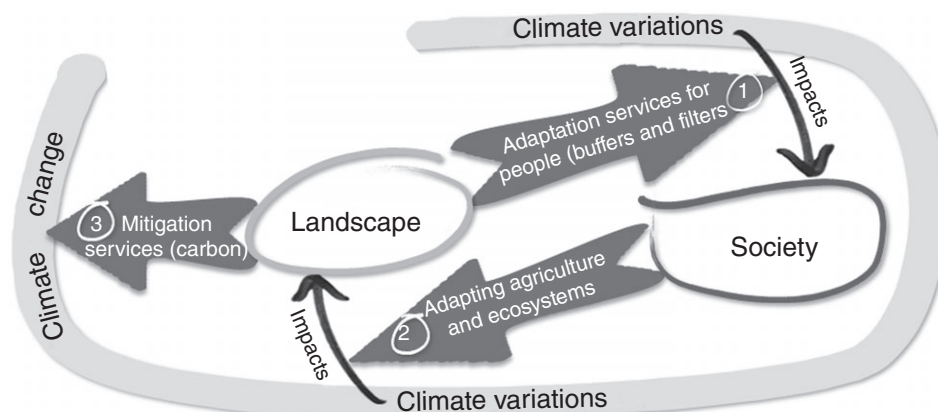 Climate variations
Impacts
1
Adaptation services for
people (buffers and filters
Climate change
3
Mitigation
services (carbon)
Landscape
Society
Adapting agriculture
and ecosystems
2
Impacts
Climate variations